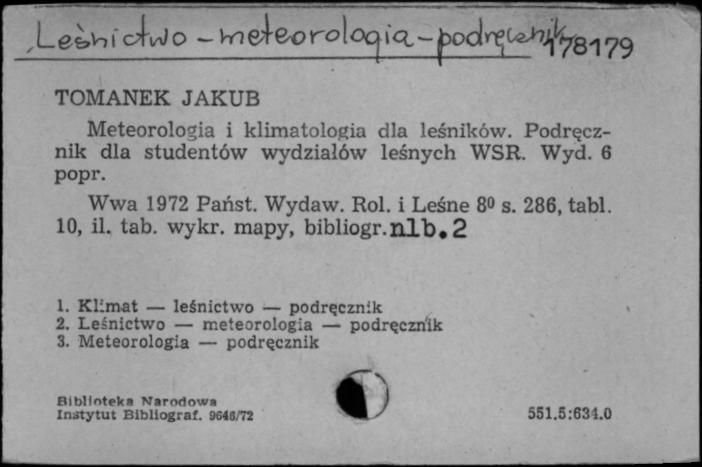 Leśnictwo - meteorologia - podręcznik
178179
TOMANEK JAKUB
Meteorologia i klimatologia dla leśników. Podręcz-
nik dla studentów wydziałów leśnych WSR. Wyd. 6
popr.
Wwa 1972 Państ. Wydaw. Rol. i Leśne 8⁰ s. 286, tabl.
10, il. tab. wykr. mapy, bibliogr. nlb. 2
1. Klimat — leśnictwo — podręcznik
2. Leśnictwo — meteorologia — podręcznik
3. Meteorologia — podręcznik
Biblioteka Narodowa
Instytut Bibliograf. 9646/72
551.5:634.0